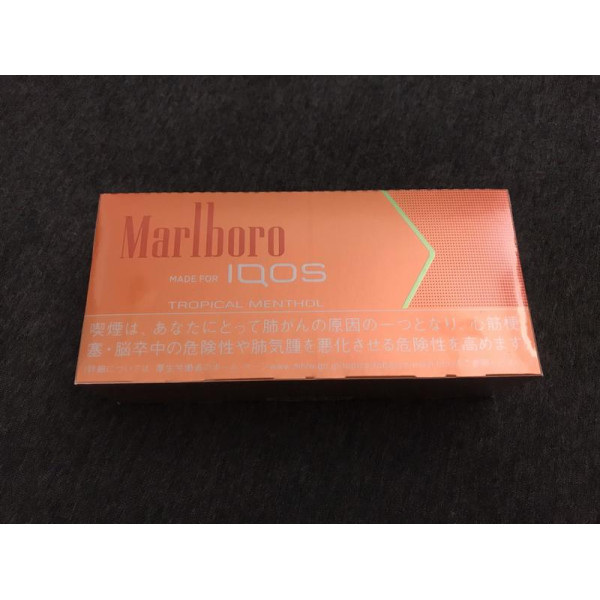 Marlboro
MADE FOR IQOS
TROPICAL MENTHOL
喫煙は、あなたにとって肺がんの原因の一つとなり、心筋梗
塞・脳卒中の危険性や肺気腫を悪化させる危険性を高めます